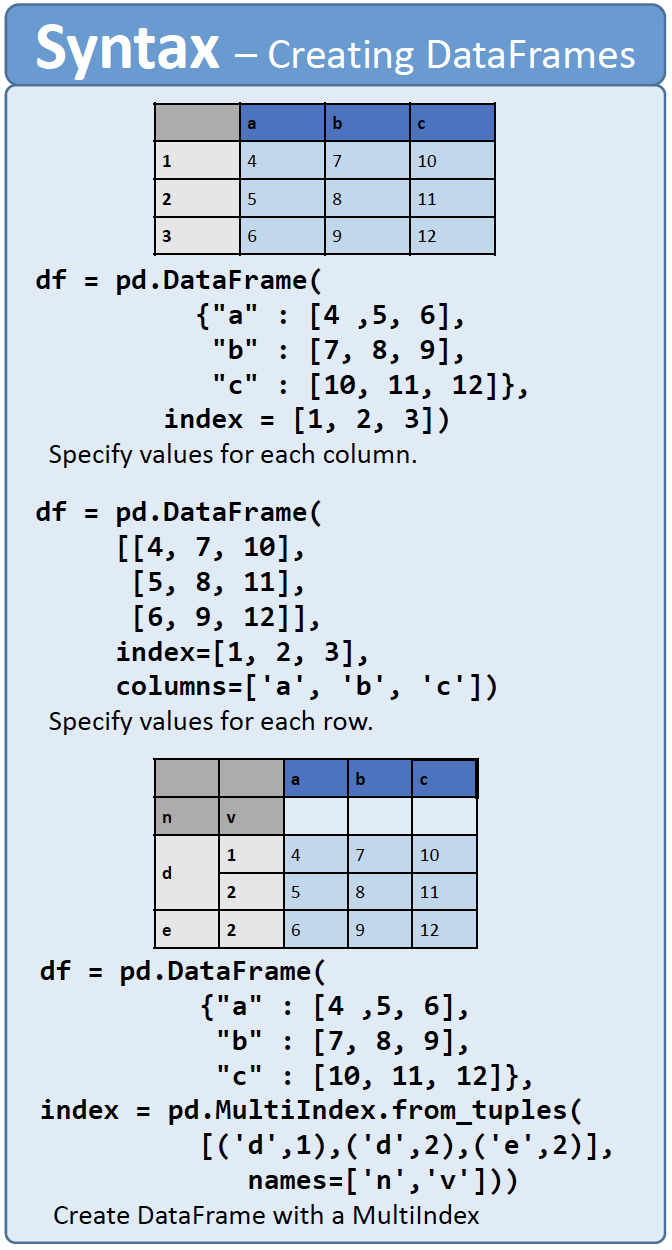 Syntax – Creating DataFrames
a b c
1 4 7 10
2 5 8 11
3 6 9 12
df = pd.DataFrame(
{"a" : [4 ,5, 6],
"b" : [7, 8, 9],
"c" : [10, 11, 12]},
index = [1, 2, 3])
Specify values for each column.
df = pd.DataFrame(
[[4, 7, 10],
[5, 8, 11],
[6, 9, 12]],
index=[1, 2, 3],
columns=['a', 'b', 'c'])
Specify values for each row.
a b c
n v
d 1 4 7 10
2 5 8 11
e 2 6 9 12
df = pd.DataFrame(
{"a" : [4 ,5, 6],
"b" : [7, 8, 9],
"c" : [10, 11, 12]},
index = pd.MultiIndex.from_tuples(
[('d',1),('d',2),('e',2)],
names=['n','v']))
Create DataFrame with a MultiIndex